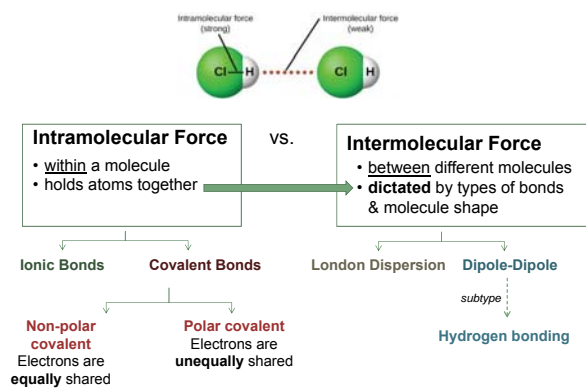 Intramolecular force
(strong)
Intermolecular force
(weak)
Cl H Cl H
Intramolecular Force
vs.
Intermolecular Force
• within a molecule
• holds atoms together
• between different molecules
• dictated by types of bonds
& molecule shape
Ionic Bonds
Covalent Bonds
London Dispersion
Dipole-Dipole
subtype
Non-polar
covalent
Electrons are
equally shared
Polar covalent
Electrons are
unequally shared
Hydrogen bonding